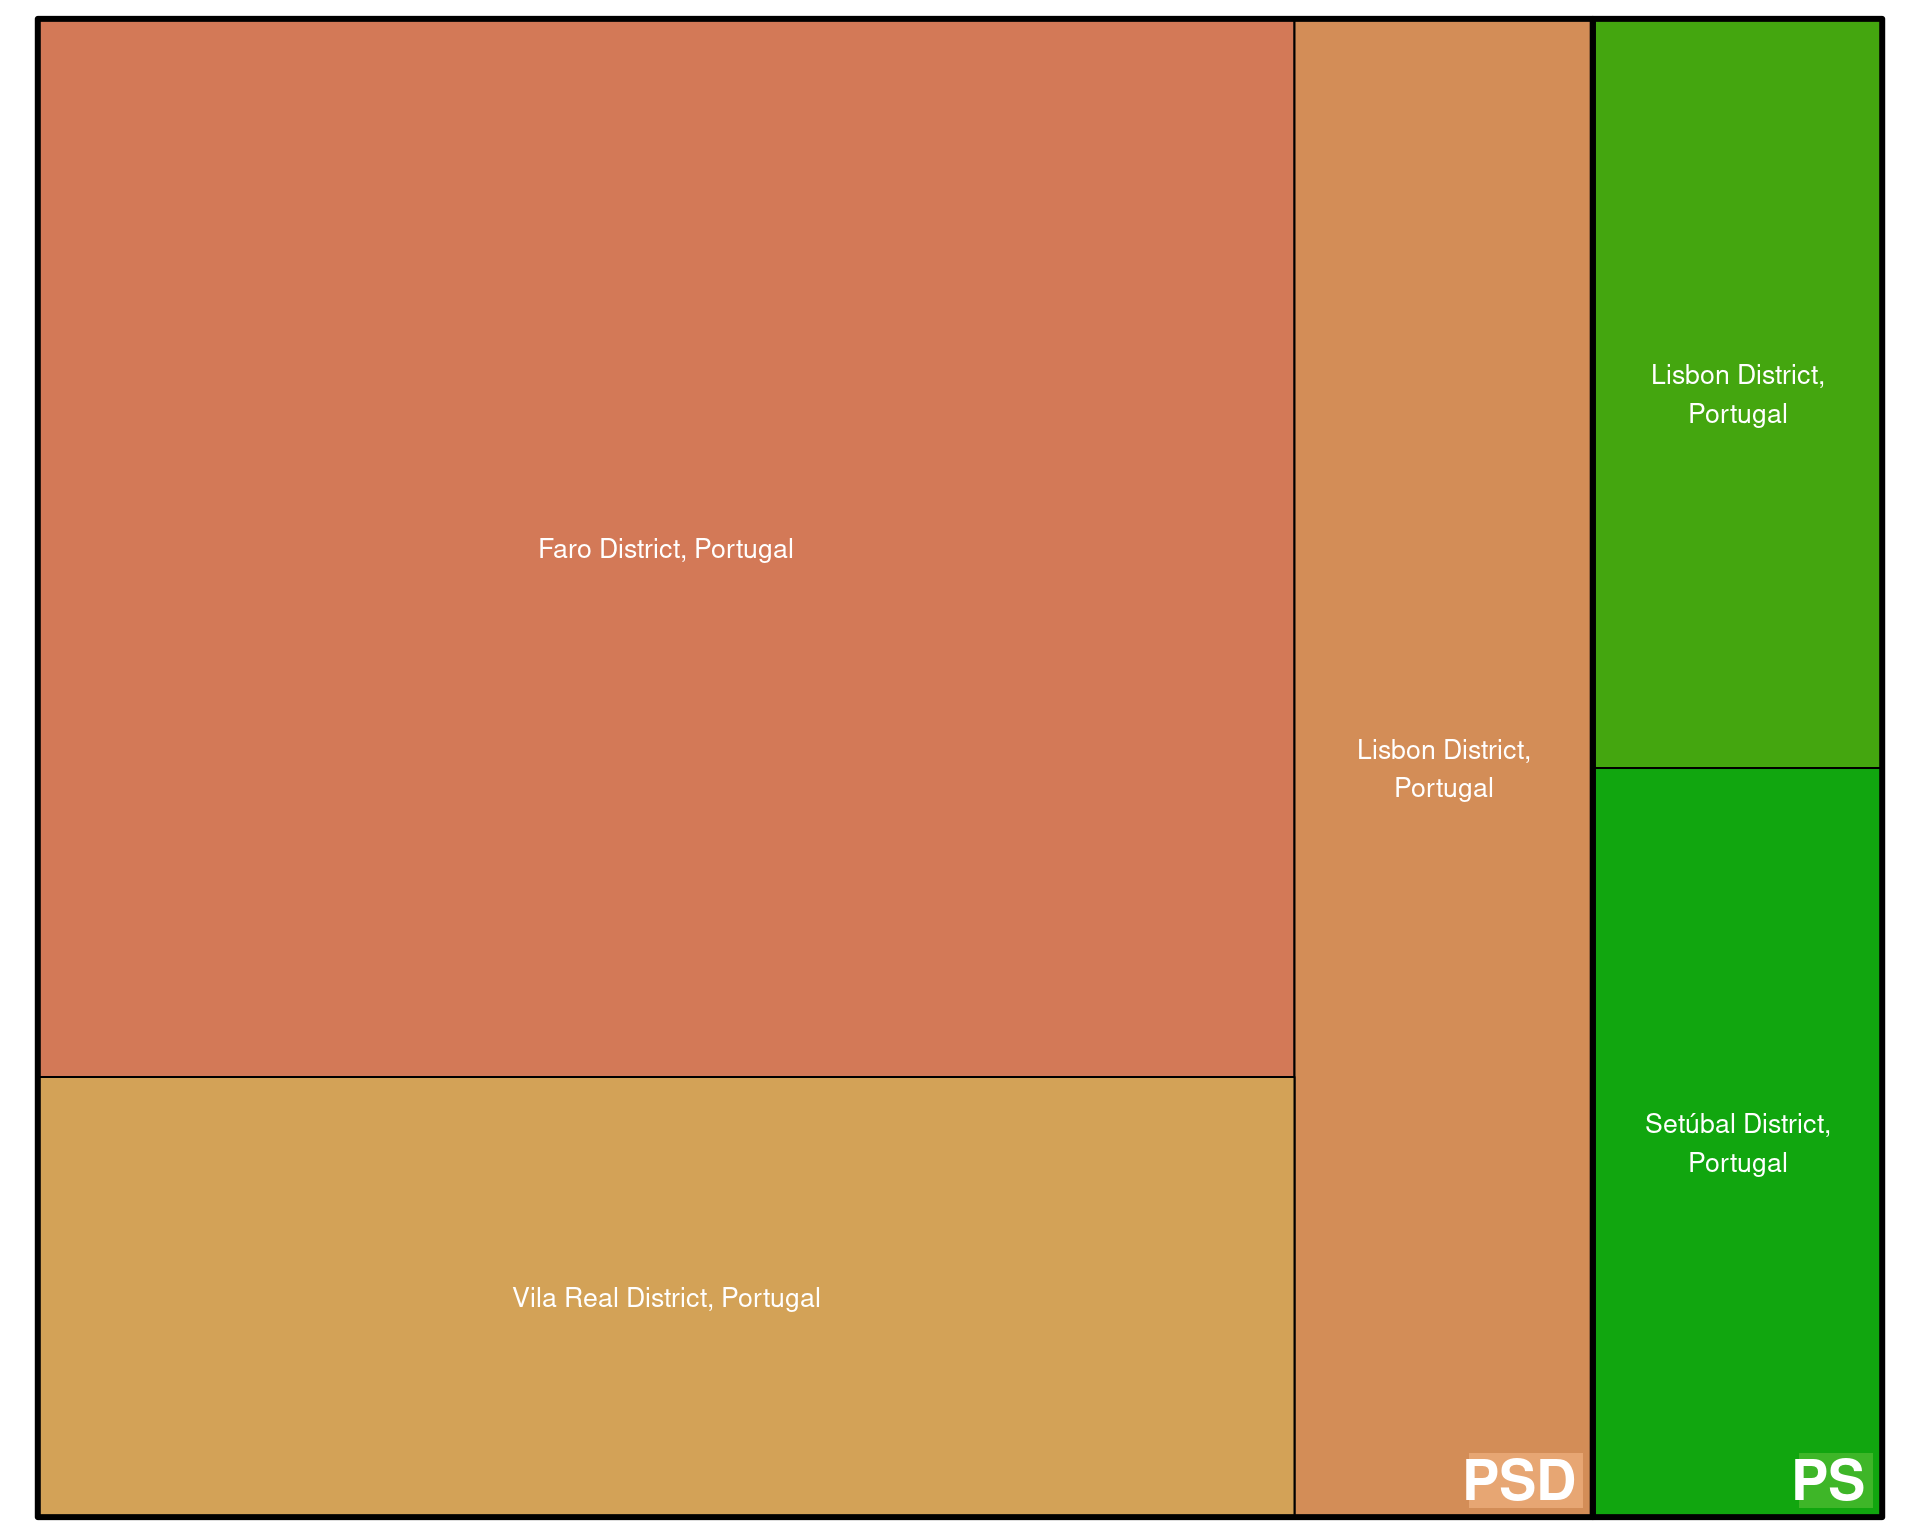 Faro District, Portugal
Vila Real District, Portugal
Lisbon District,
Portugal
PSD
Lisbon District,
Portugal
Setúbal District,
Portugal
PS